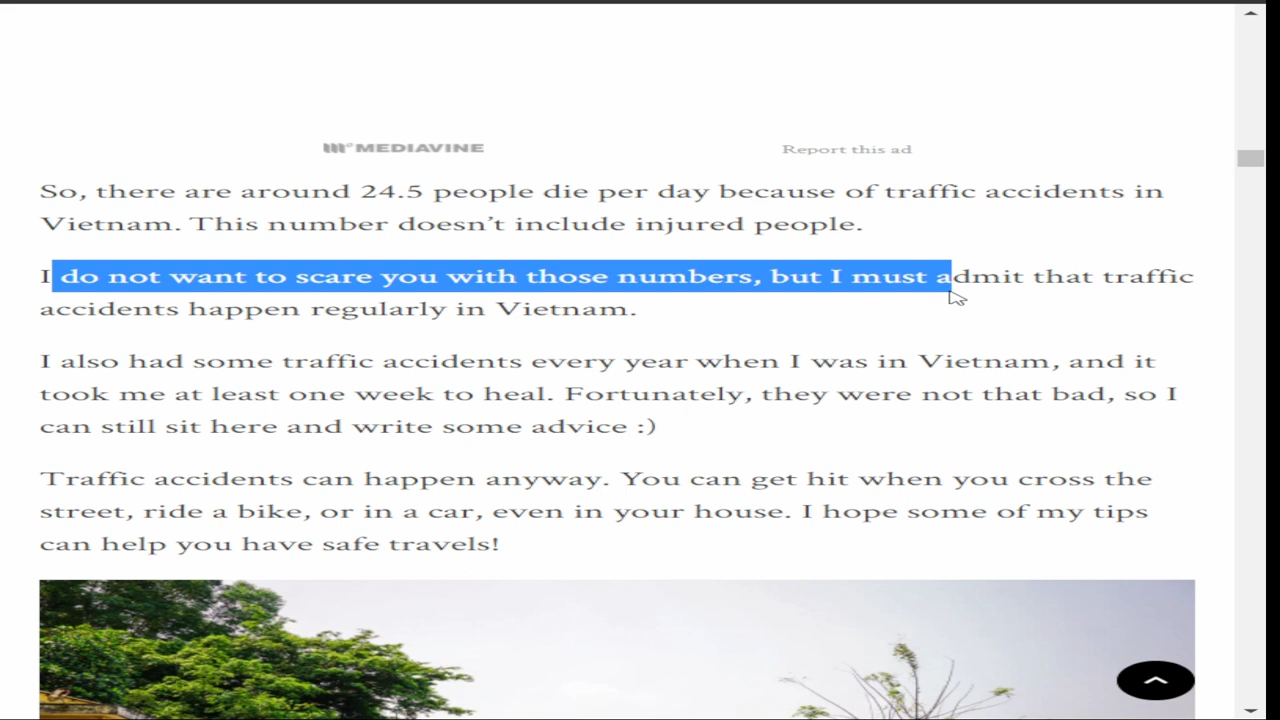 MEDIAVINE
Report this ad
So, there are around 24.5 people die per day because of traffic accidents in
Vietnam. This number doesn’t include injured people.
I do not want to scare you with those numbers, but I must admit that traffic
accidents happen regularly in Vietnam.
I also had some traffic accidents every year when I was in Vietnam, and it
took me at least one week to heal. Fortunately, they were not that bad, so I
can still sit here and write some advice :)
Traffic accidents can happen anyway. You can get hit when you cross the
street, ride a bike, or in a car, even in your house. I hope some of my tips
can help you have safe travels!